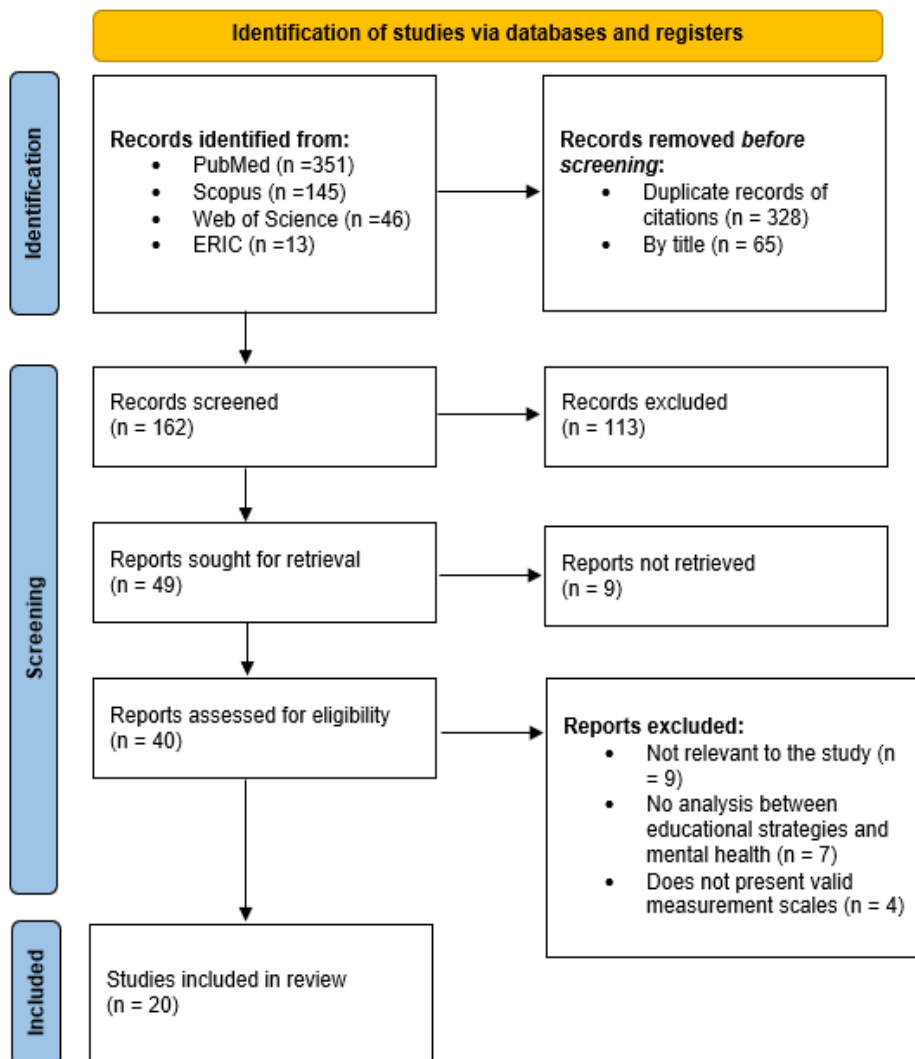 Identification of studies via databases and registers
Identification
Records identified from:
• PubMed (n =351)
• Scopus (n =145)
• Web of Science (n =46)
• ERIC (n =13)
Records removed before
screening:
• Duplicate records of
citations (n = 328)
• By title (n = 65)
Screening
Records screened
(n = 162)
Records excluded
(n = 113)
Reports sought for retrieval
(n = 49)
Reports not retrieved
(n = 9)
Reports assessed for eligibility
(n = 40)
Reports excluded:
• Not relevant to the study (n
= 9)
• No analysis between
educational strategies and
mental health (n = 7)
• Does not present valid
measurement scales (n = 4)
Included
Studies included in review
(n = 20)